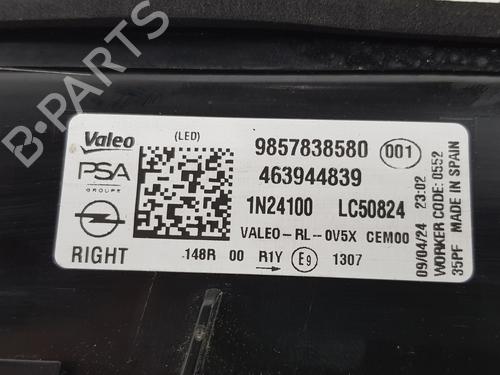 B-Parts
Valeo
(LED)
9857838580 001
PSA
GROUPE
463944839
1N24100 LC50824
VALEO-RL-0V5X CEM00
RIGHT
148R 00 R1Y E9 1307
09/04/24 23:02
WORKER CODE: 0552
35PF MADE IN SPAIN